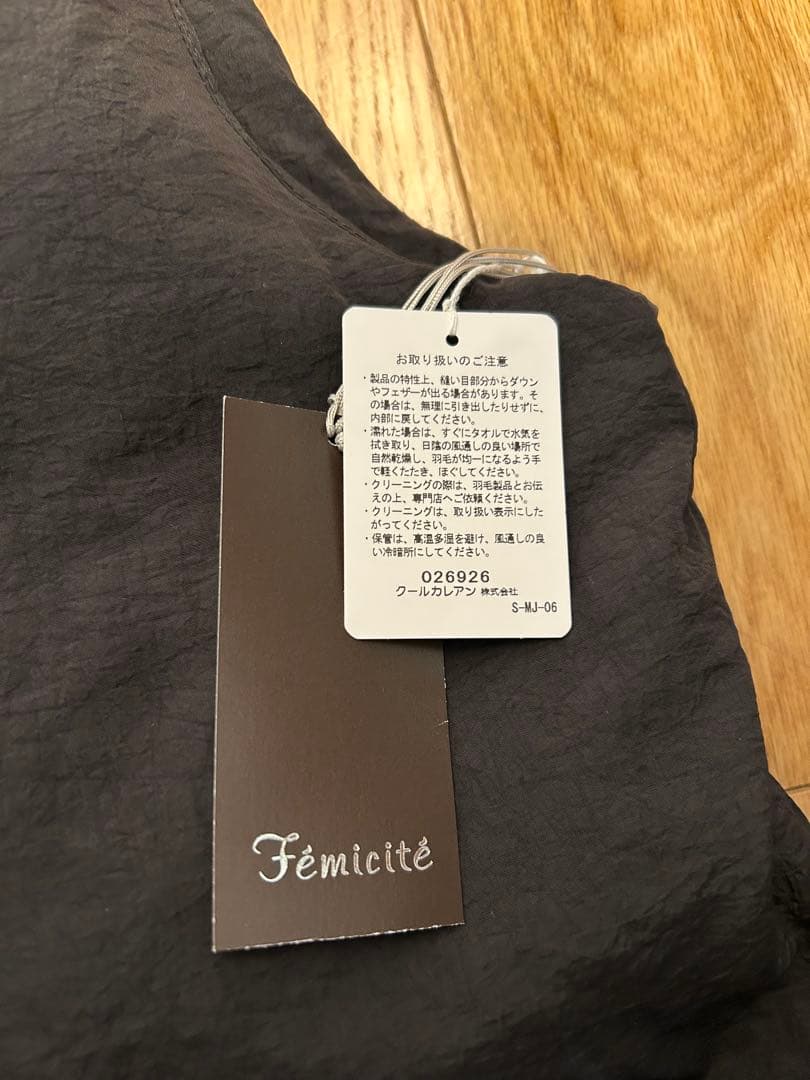 お取り扱いのご注意
・製品の特性上、縫い目部分からダウン
やフェザーが出る場合があります。そ
の場合は、無理に引き出したりせずに、
内部に戻してください。
・濡れた場合は、すぐにタオルで水気を
拭き取り、日陰の風通しの良い場所で
自然乾燥し、羽毛が均一になるよう手
で軽くたたき、ほぐしてください。
・クリーニングの際は、羽毛製品とお伝
えの上、専門店へご依頼ください。
・クリーニングは、取り扱い表示にした
がってください。
・保管は、高温多湿を避け、風通しの良
い冷暗所にしてください。
026926
クールカレアン 株式会社
S-MJ-06
Fémicité